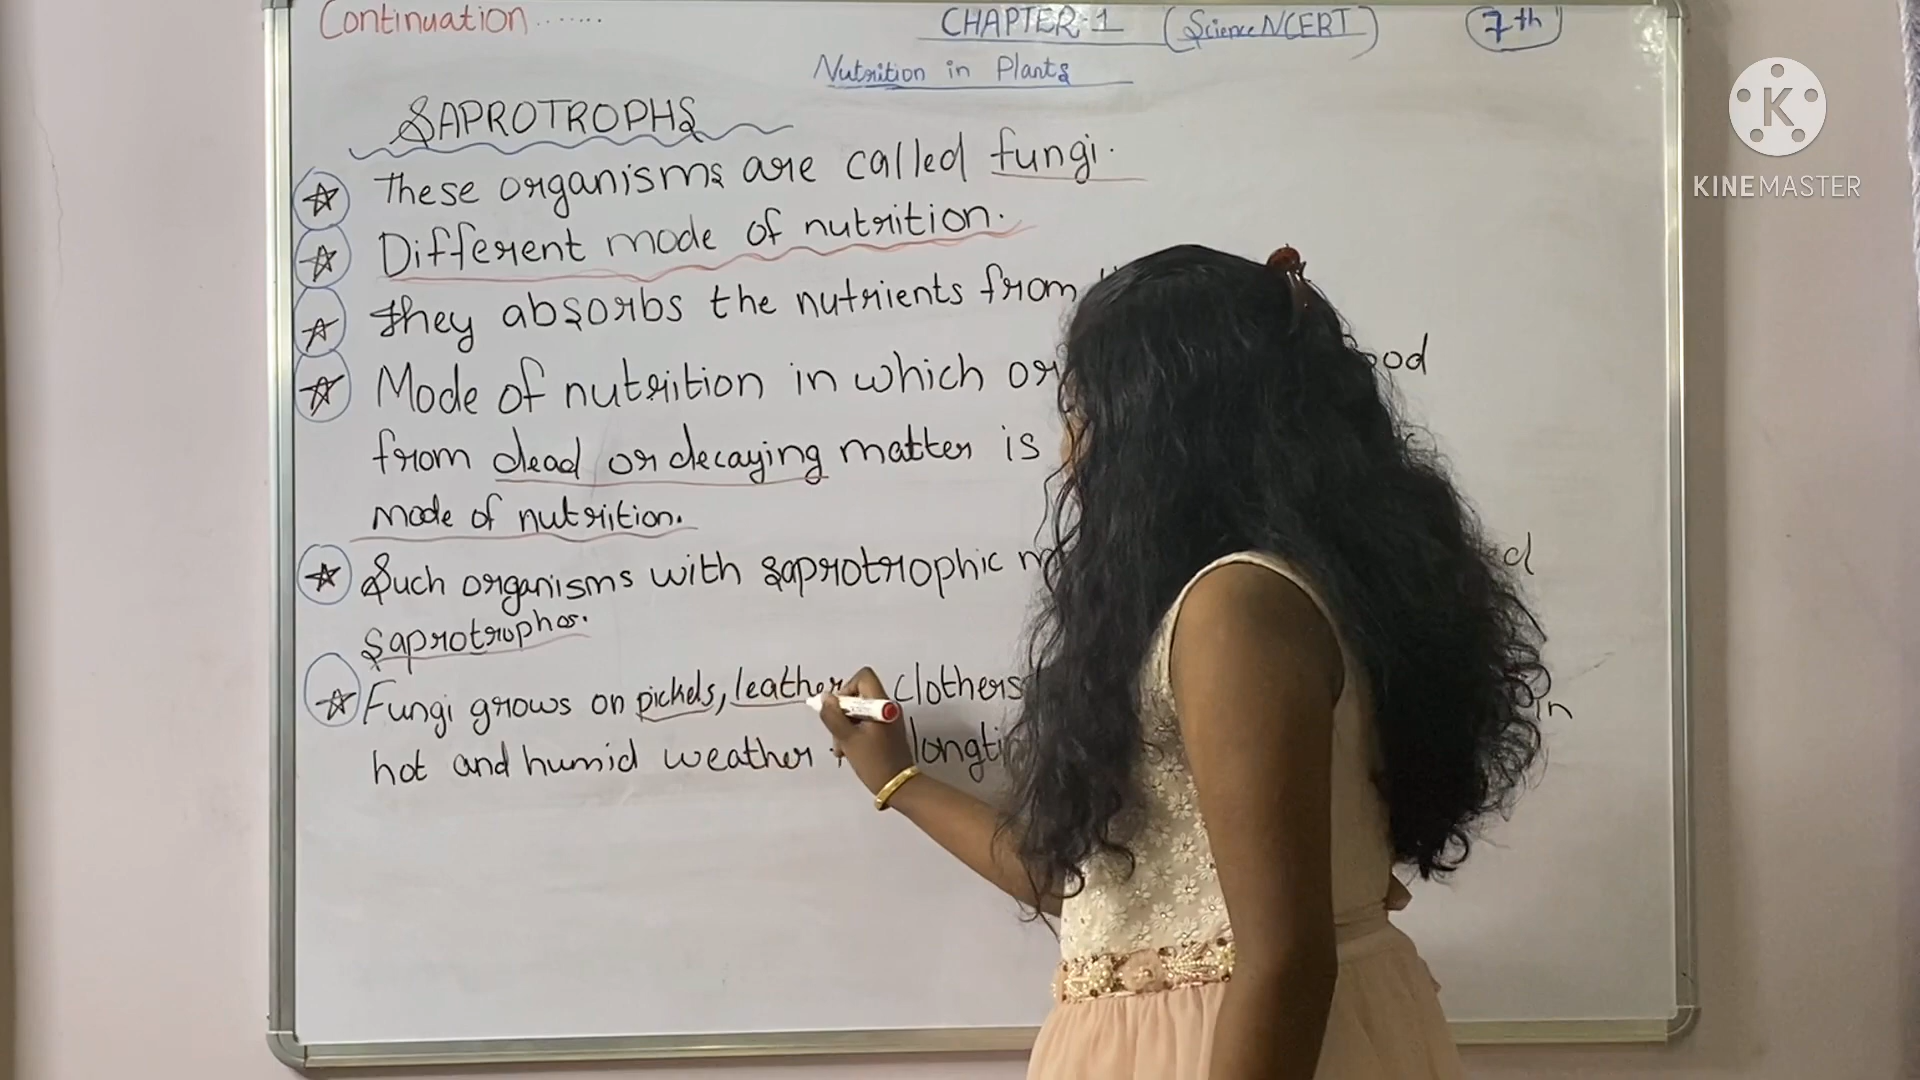 Continuation.......
CHAPTER-1 (Science NCERT) 7th
Nutrition in Plants
K
KINEMASTER
SAPROTROPHS
These organisms are called fungi.
Different mode of nutrition.
they absorbs the nutrients from
Mode of nutrition in which
from dead or decaying matter is
mode of nutrition.
Such organisms with saprotrophic
saprotrophos.
Fungi grows on pickels, leather clothers in
hot and humid weather